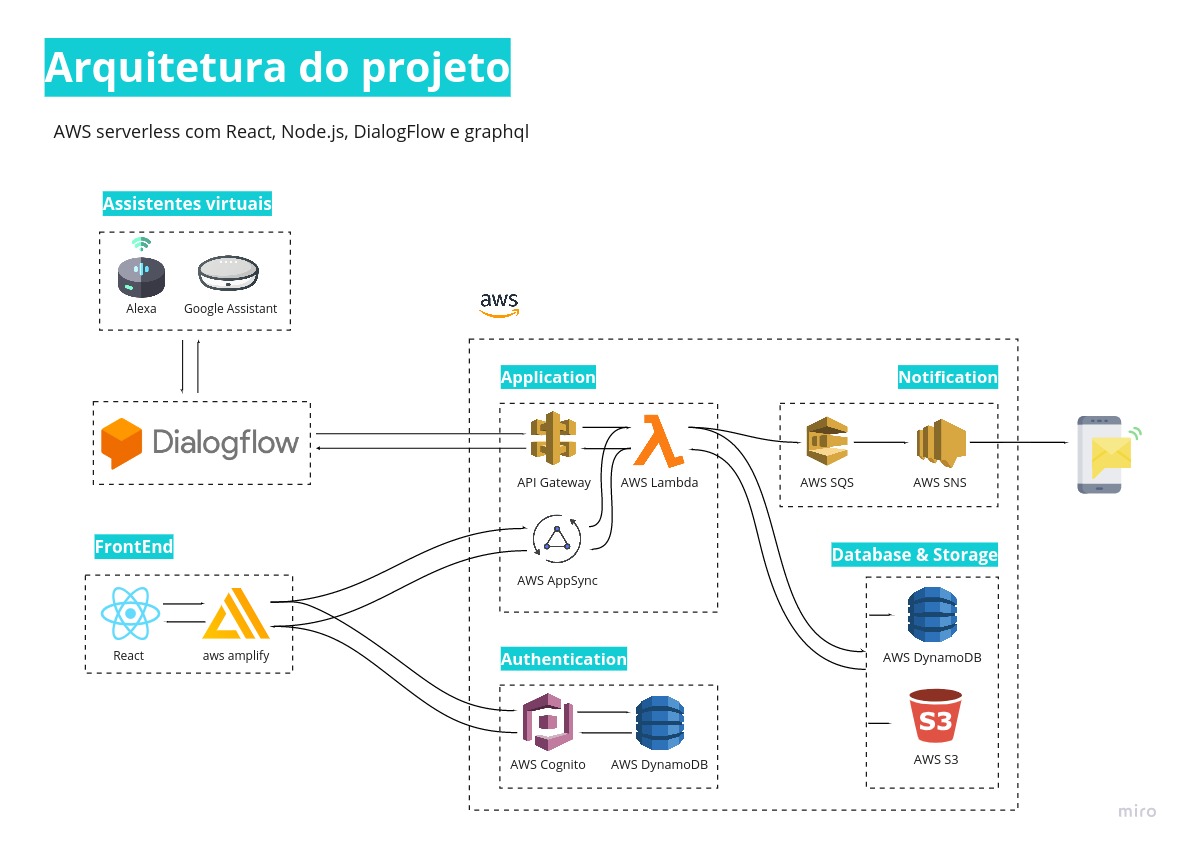 Arquitetura do projeto
AWS serverless com React, Node.js, DialogFlow e graphql
Assistentes virtuais
Alexa
Google Assistant
Dialogflow
FrontEnd
React
aws amplify
aws
Application
API Gateway
AWS Lambda
AWS AppSync
Authentication
AWS Cognito
AWS DynamoDB
Notification
AWS SQS
AWS SNS
Database & Storage
AWS DynamoDB
S3
AWS S3
miro